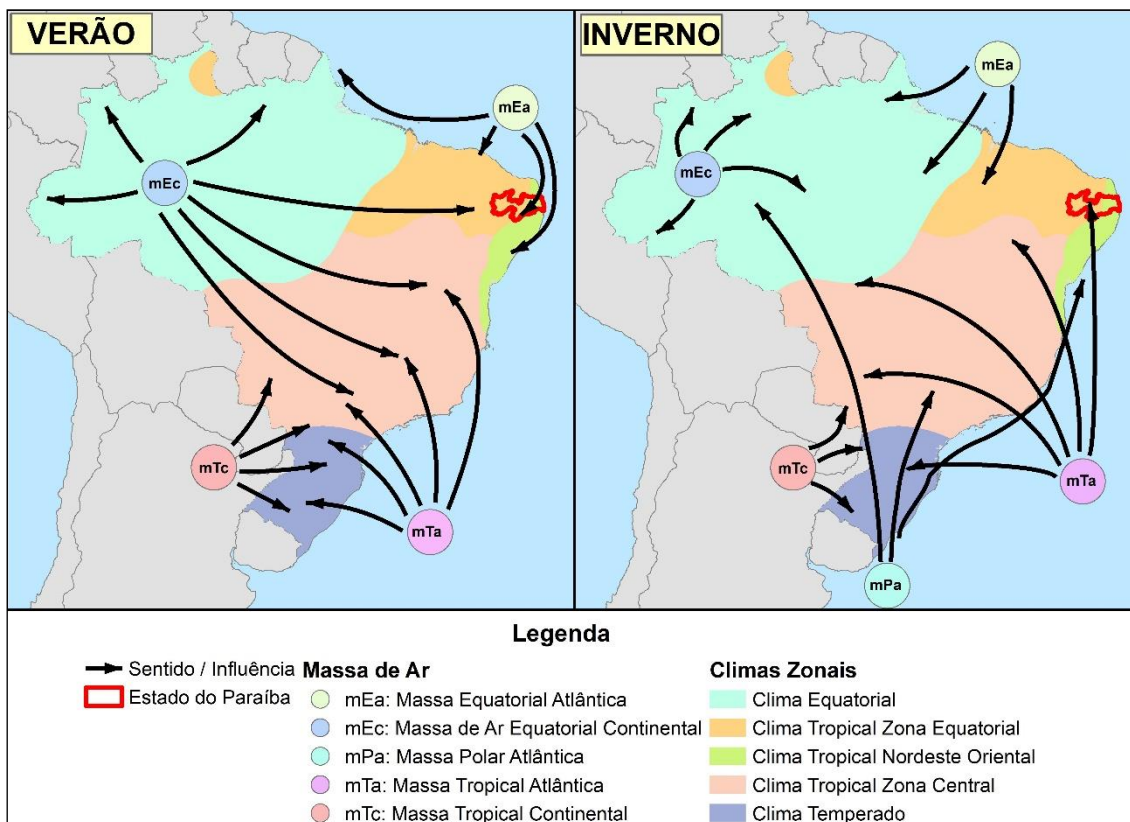 VERÃO
mEa
mEc
mTc
mTa
INVERNO
mEa
mEc
mTc
mTa
mPa
Legenda
Sentido / Influência
Estado do Paraíba
Massa de Ar
mEa: Massa Equatorial Atlântica
mEc: Massa de Ar Equatorial Continental
mPa: Massa Polar Atlântica
mTa: Massa Tropical Atlântica
mTc: Massa Tropical Continental
Climas Zonais
Clima Equatorial
Clima Tropical Zona Equatorial
Clima Tropical Nordeste Oriental
Clima Tropical Zona Central
Clima Temperado